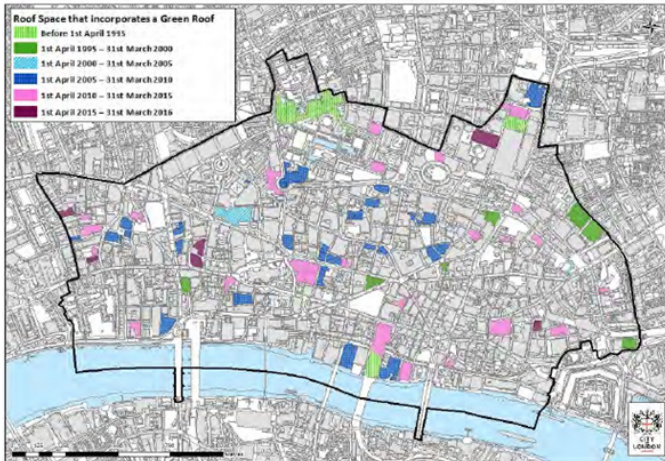 Roof Space that incorporates a Green Roof
Before 1st April 1995
1st April 1995 – 31st March 2000
1st April 2000 – 31st March 2005
1st April 2005 – 31st March 2010
1st April 2010 – 31st March 2015
1st April 2015 – 31st March 2016
CITY
OF
LONDON